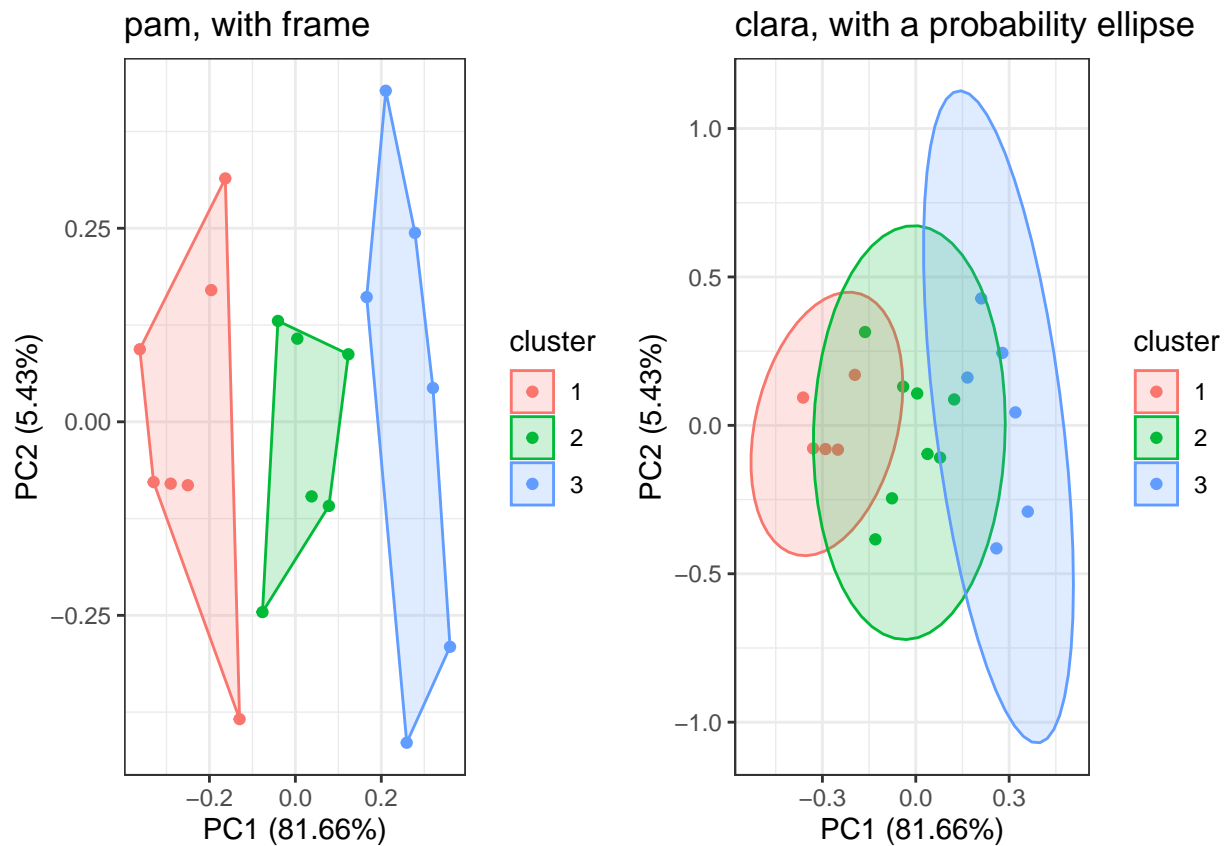 pam, with frame
0.25
0.00
−0.25
PC2 (5.43%)
−0.2
0.0
0.2
PC1 (81.66%)
cluster
1
2
3
clara, with a probability ellipse
1.0
0.5
0.0
−0.5
−1.0
PC2 (5.43%)
−0.3
0.0
0.3
PC1 (81.66%)
cluster
1
2
3